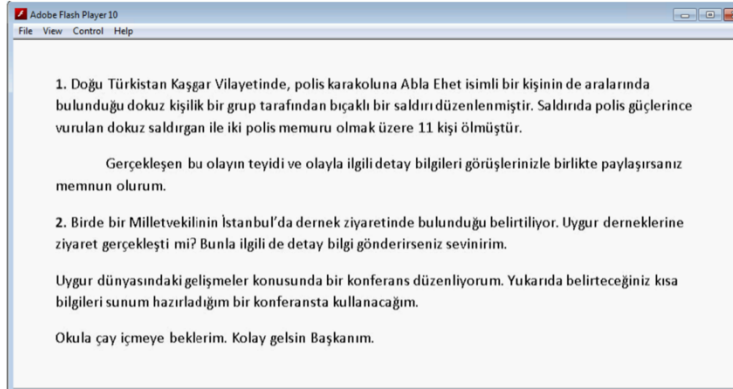 Adobe Flash Player 10
File View Control Help
1. Doğu Türkistan Kaşgar Vilayetinde, polis karakoluna Abla Ehet isimli bir kişinin de aralarında
bulunduğu dokuz kişilik bir grup tarafından bıçaklı bir saldırı düzenlenmiştir. Saldırıda polis güçlerince
vurulan dokuz saldırgan ile iki polis memuru olmak üzere 11 kişi ölmüştür.
Gerçekleşen bu olayın teyidi ve olayla ilgili detay bilgileri görüşlerinizle birlikte paylaşırsanız
memnun olurum.
2. Birde bir Milletvekilinin İstanbul'da dernek ziyaretinde bulunduğu belirtiliyor. Uygur derneklerine
ziyaret gerçekleşti mi? Bunla ilgili de detay bilgi gönderirseniz sevinirim.
Uygur dünyasındaki gelişmeler konusunda bir konferans düzenliyorum. Yukarıda belirteceğiniz kısa
bilgileri sunum hazırladığım bir konferansta kullanacağım.
Okula çay içmeye beklerim. Kolay gelsin Başkanım.